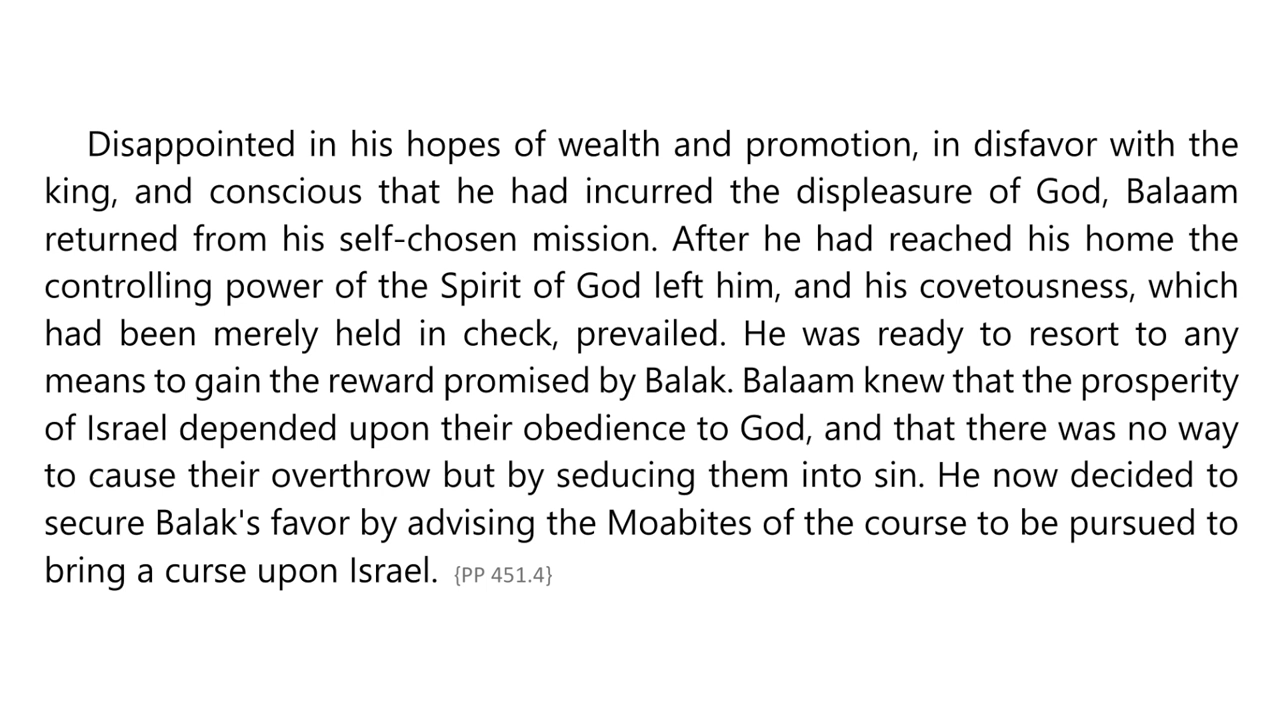 Disappointed in his hopes of wealth and promotion, in disfavor with the
king, and conscious that he had incurred the displeasure of God, Balaam
returned from his self-chosen mission. After he had reached his home the
controlling power of the Spirit of God left him, and his covetousness, which
had been merely held in check, prevailed. He was ready to resort to any
means to gain the reward promised by Balak. Balaam knew that the prosperity
of Israel depended upon their obedience to God, and that there was no way
to cause their overthrow but by seducing them into sin. He now decided to
secure Balak's favor by advising the Moabites of the course to be pursued to
bring a curse upon Israel. {PP 451.4}